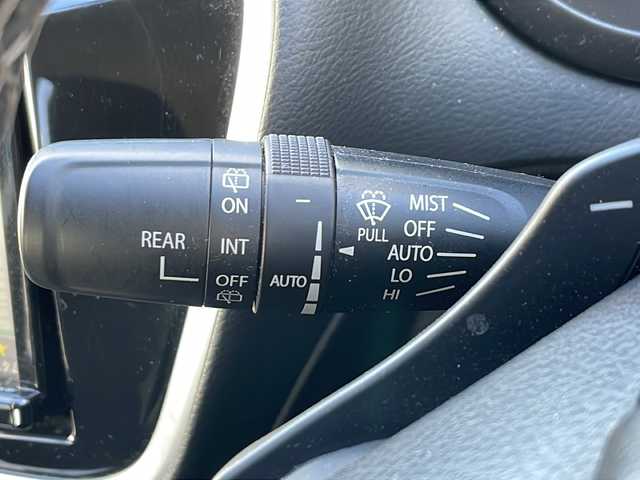 REAR
ON
INT
OFF
AUTO
PULL
MIST
OFF
AUTO
LO
HI